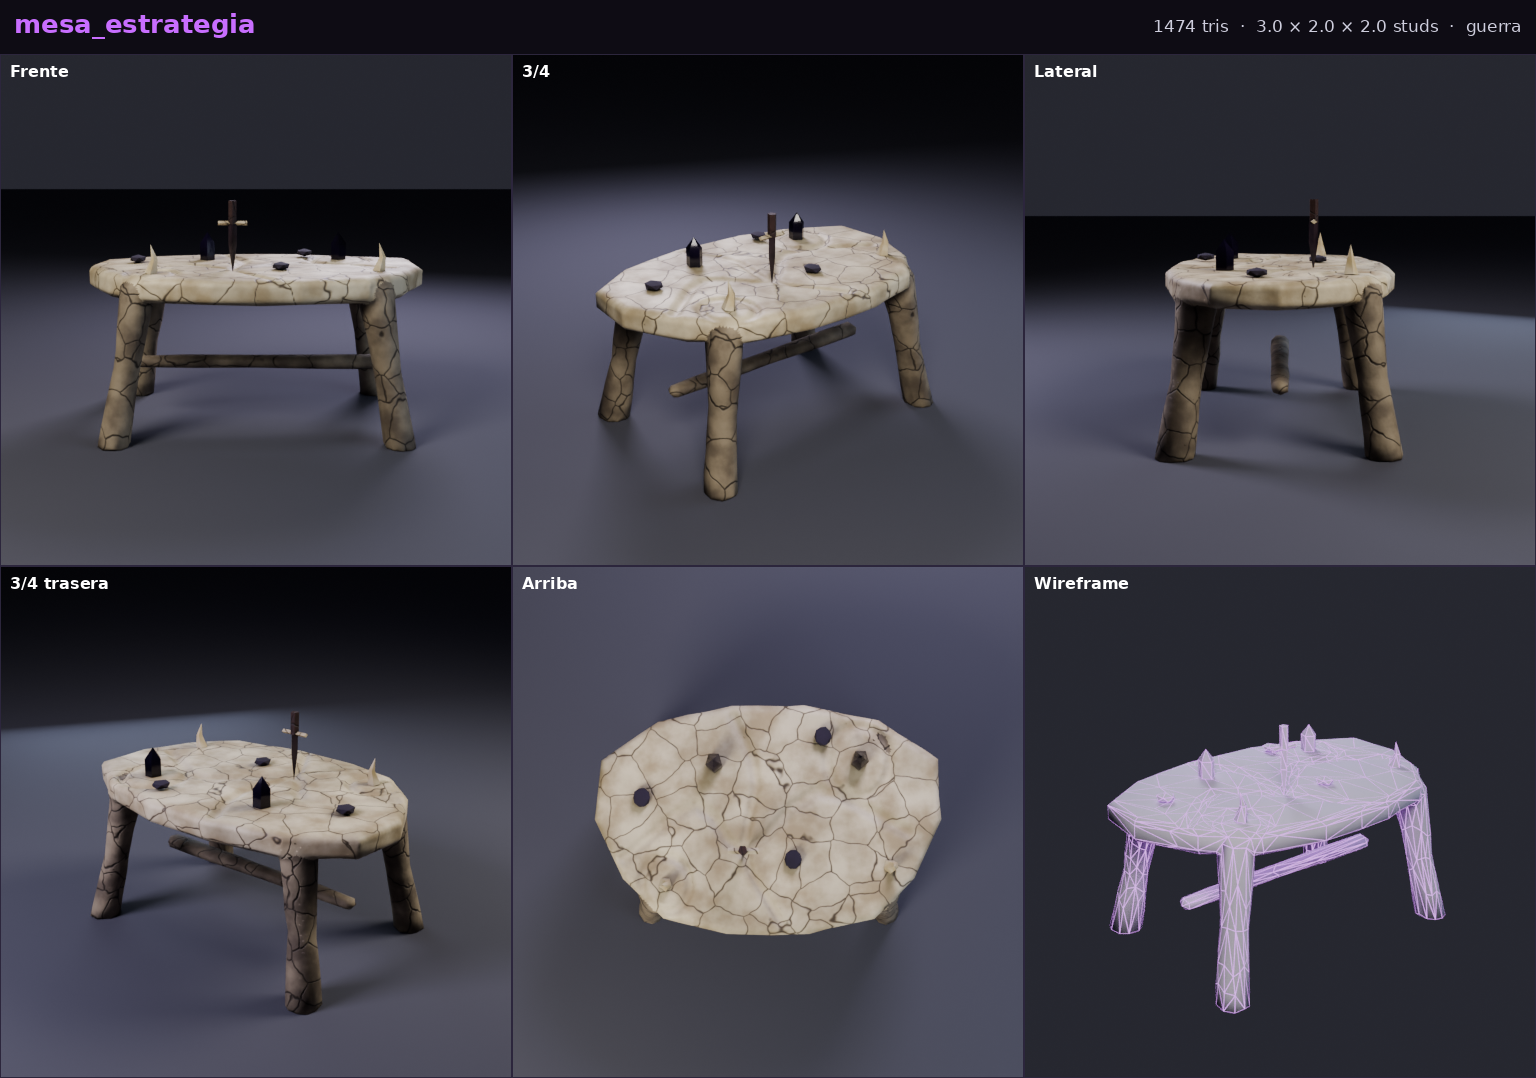 mesa_estrategia
1474 tris · 3.0 × 2.0 × 2.0 studs · guerra
Frente
3/4
Lateral
3/4 trasera
Arriba
Wireframe